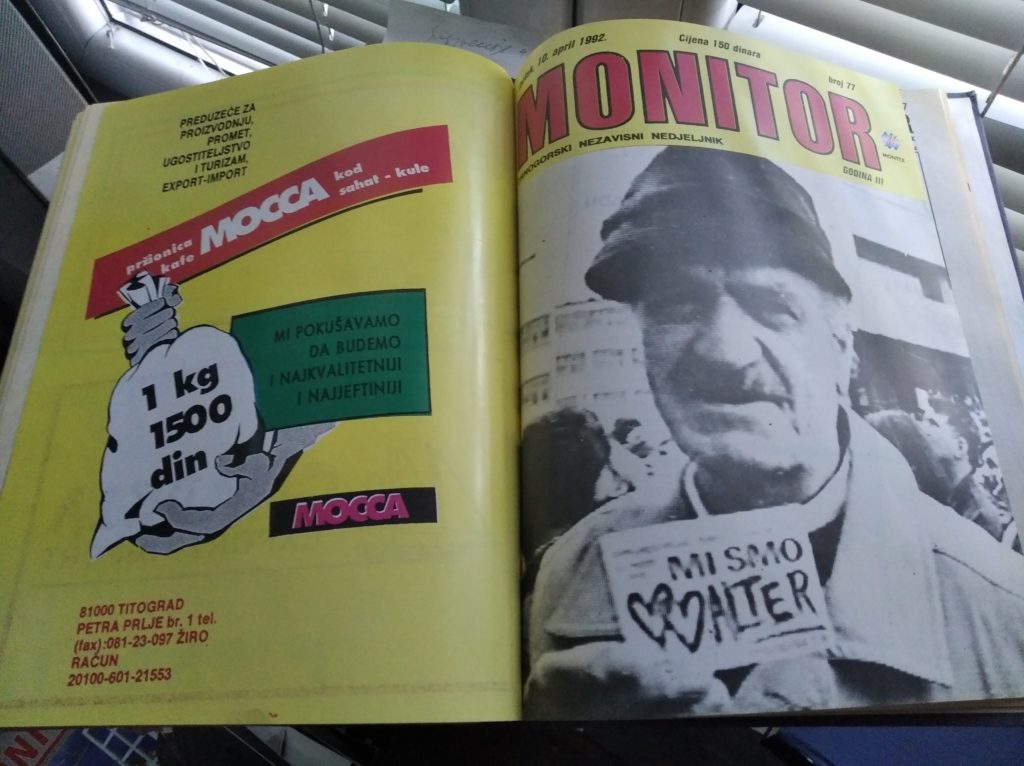 PREDUZEĆE ZA
PROIZVODNJU,
PROMET,
UGOSTITELJSTVO
I TURIZAM,
EXPORT-IMPORT
pržionica
kafe
MOCCA
kod
sahat - kule
MI POKUŠAVAMO
DA BUDEMO
I NAJKVALITETNIJI
I NAJJEFTINIJI
1 kg
1500
din
MOCCA
81000 TITOGRAD
PETRA PRLJE br. 1 tel.
(fax):081-23-097 ŽIRO
RAČUN
20100-601-21553
10. april 1992.
Cijena 150 dinara
broj 77
MONITOR
NEZAVISNI NEDJELJNIK
MONTEX
GODINA III
MI SMO
WALTER